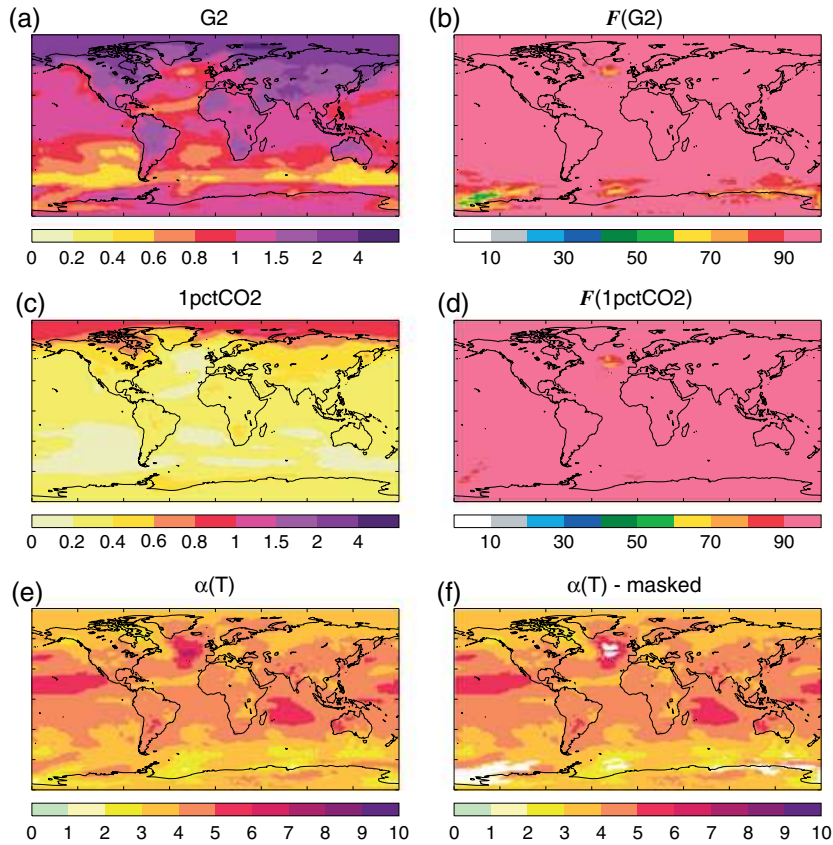 (a) G2
(b) F(G2)
0 0.2 0.4 0.6 0.8 1 1.5 2 4
10 30 50 70 90
(c) 1pctCO2
(d) F(1pctCO2)
0 0.2 0.4 0.6 0.8 1 1.5 2 4
10 30 50 70 90
(e) α(T)
(f) α(T) - masked
0 1 2 3 4 5 6 7 8 9 10
0 1 2 3 4 5 6 7 8 9 10